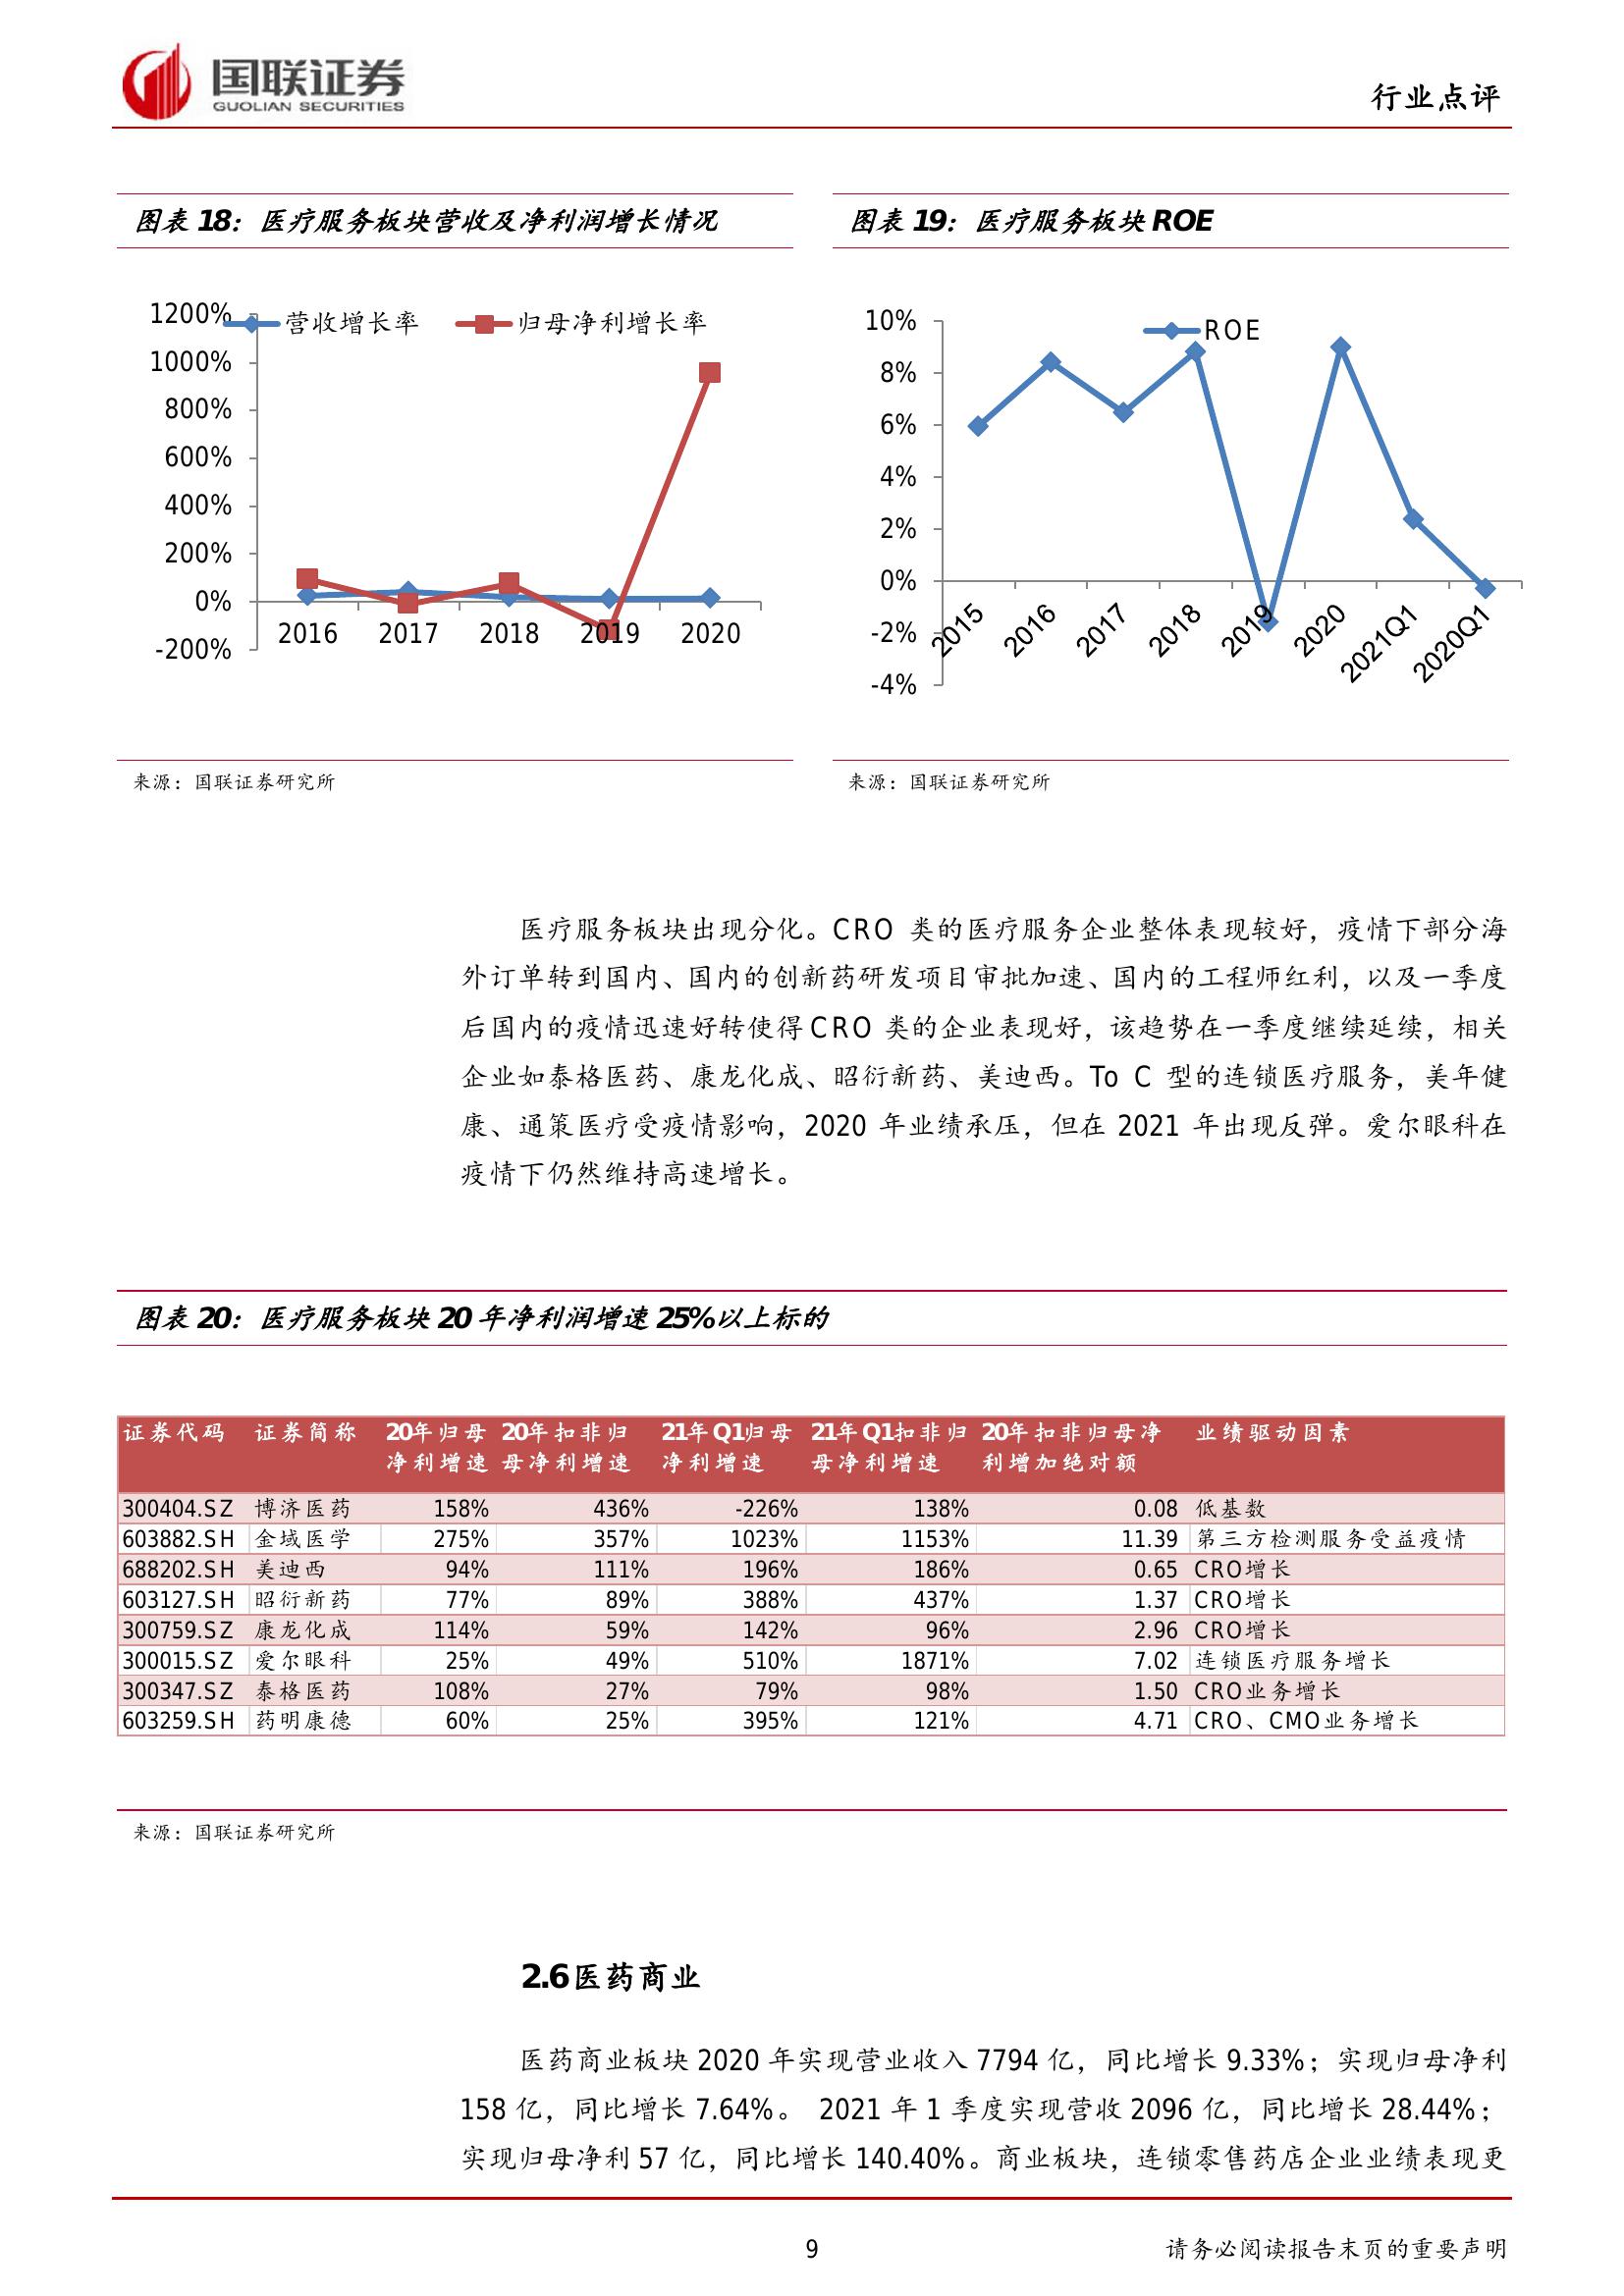 国联证券
GUOLIAN SECURITIES
行业点评
图表 18：医疗服务板块营收及净利润增长情况
1200%
1000%
800%
600%
400%
200%
0%
-200%
营收增长率
归母净利增长率
2016 2017 2018 2019 2020
来源：国联证券研究所
图表 19：医疗服务板块 ROE
10%
8%
6%
4%
2%
0%
-2%
-4%
ROE
2015 2016 2017 2018 2019 2020 2021Q1 2020Q1
来源：国联证券研究所
医疗服务板块出现分化。CRO 类的医疗服务企业整体表现较好，疫情下部分海
外订单转到国内、国内的创新药研发项目审批加速、国内的工程师红利，以及一季度
后国内的疫情迅速好转使得 CRO 类的企业表现好，该趋势在一季度继续延续，相关
企业如泰格医药、康龙化成、昭衍新药、美迪西。To C 型的连锁医疗服务，美年健
康、通策医疗受疫情影响，2020 年业绩承压，但在 2021 年出现反弹。爱尔眼科在
疫情下仍然维持高速增长。
图表 20：医疗服务板块 20 年净利润增速 25%以上标的
证券代码 证券简称 20年归母净利增速 20年扣非归母净利增速 21年Q1归母净利增速 21年Q1扣非归母净利增速 20年扣非归母净利增加绝对额 业绩驱动因素
300404.SZ 博济医药 158% 436% -226% 138% 0.08 低基数
603882.SH 金域医学 275% 357% 1023% 1153% 11.39 第三方检测服务受益疫情
688202.SH 美迪西 94% 111% 196% 186% 0.65 CRO增长
603127.SH 昭衍新药 77% 89% 388% 437% 1.37 CRO增长
300759.SZ 康龙化成 114% 59% 142% 96% 2.96 CRO增长
300015.SZ 爱尔眼科 25% 49% 510% 1871% 7.02 连锁医疗服务增长
300347.SZ 泰格医药 108% 27% 79% 98% 1.50 CRO业务增长
603259.SH 药明康德 60% 25% 395% 121% 4.71 CRO、CMO业务增长
来源：国联证券研究所
2.6 医药商业
医药商业板块 2020 年实现营业收入 7794 亿，同比增长 9.33%；实现归母净利
158 亿，同比增长 7.64%。 2021 年 1 季度实现营收 2096 亿，同比增长 28.44%；
实现归母净利 57 亿，同比增长 140.40%。商业板块，连锁零售药店企业业绩表现更
9
请务必阅读报告末页的重要声明